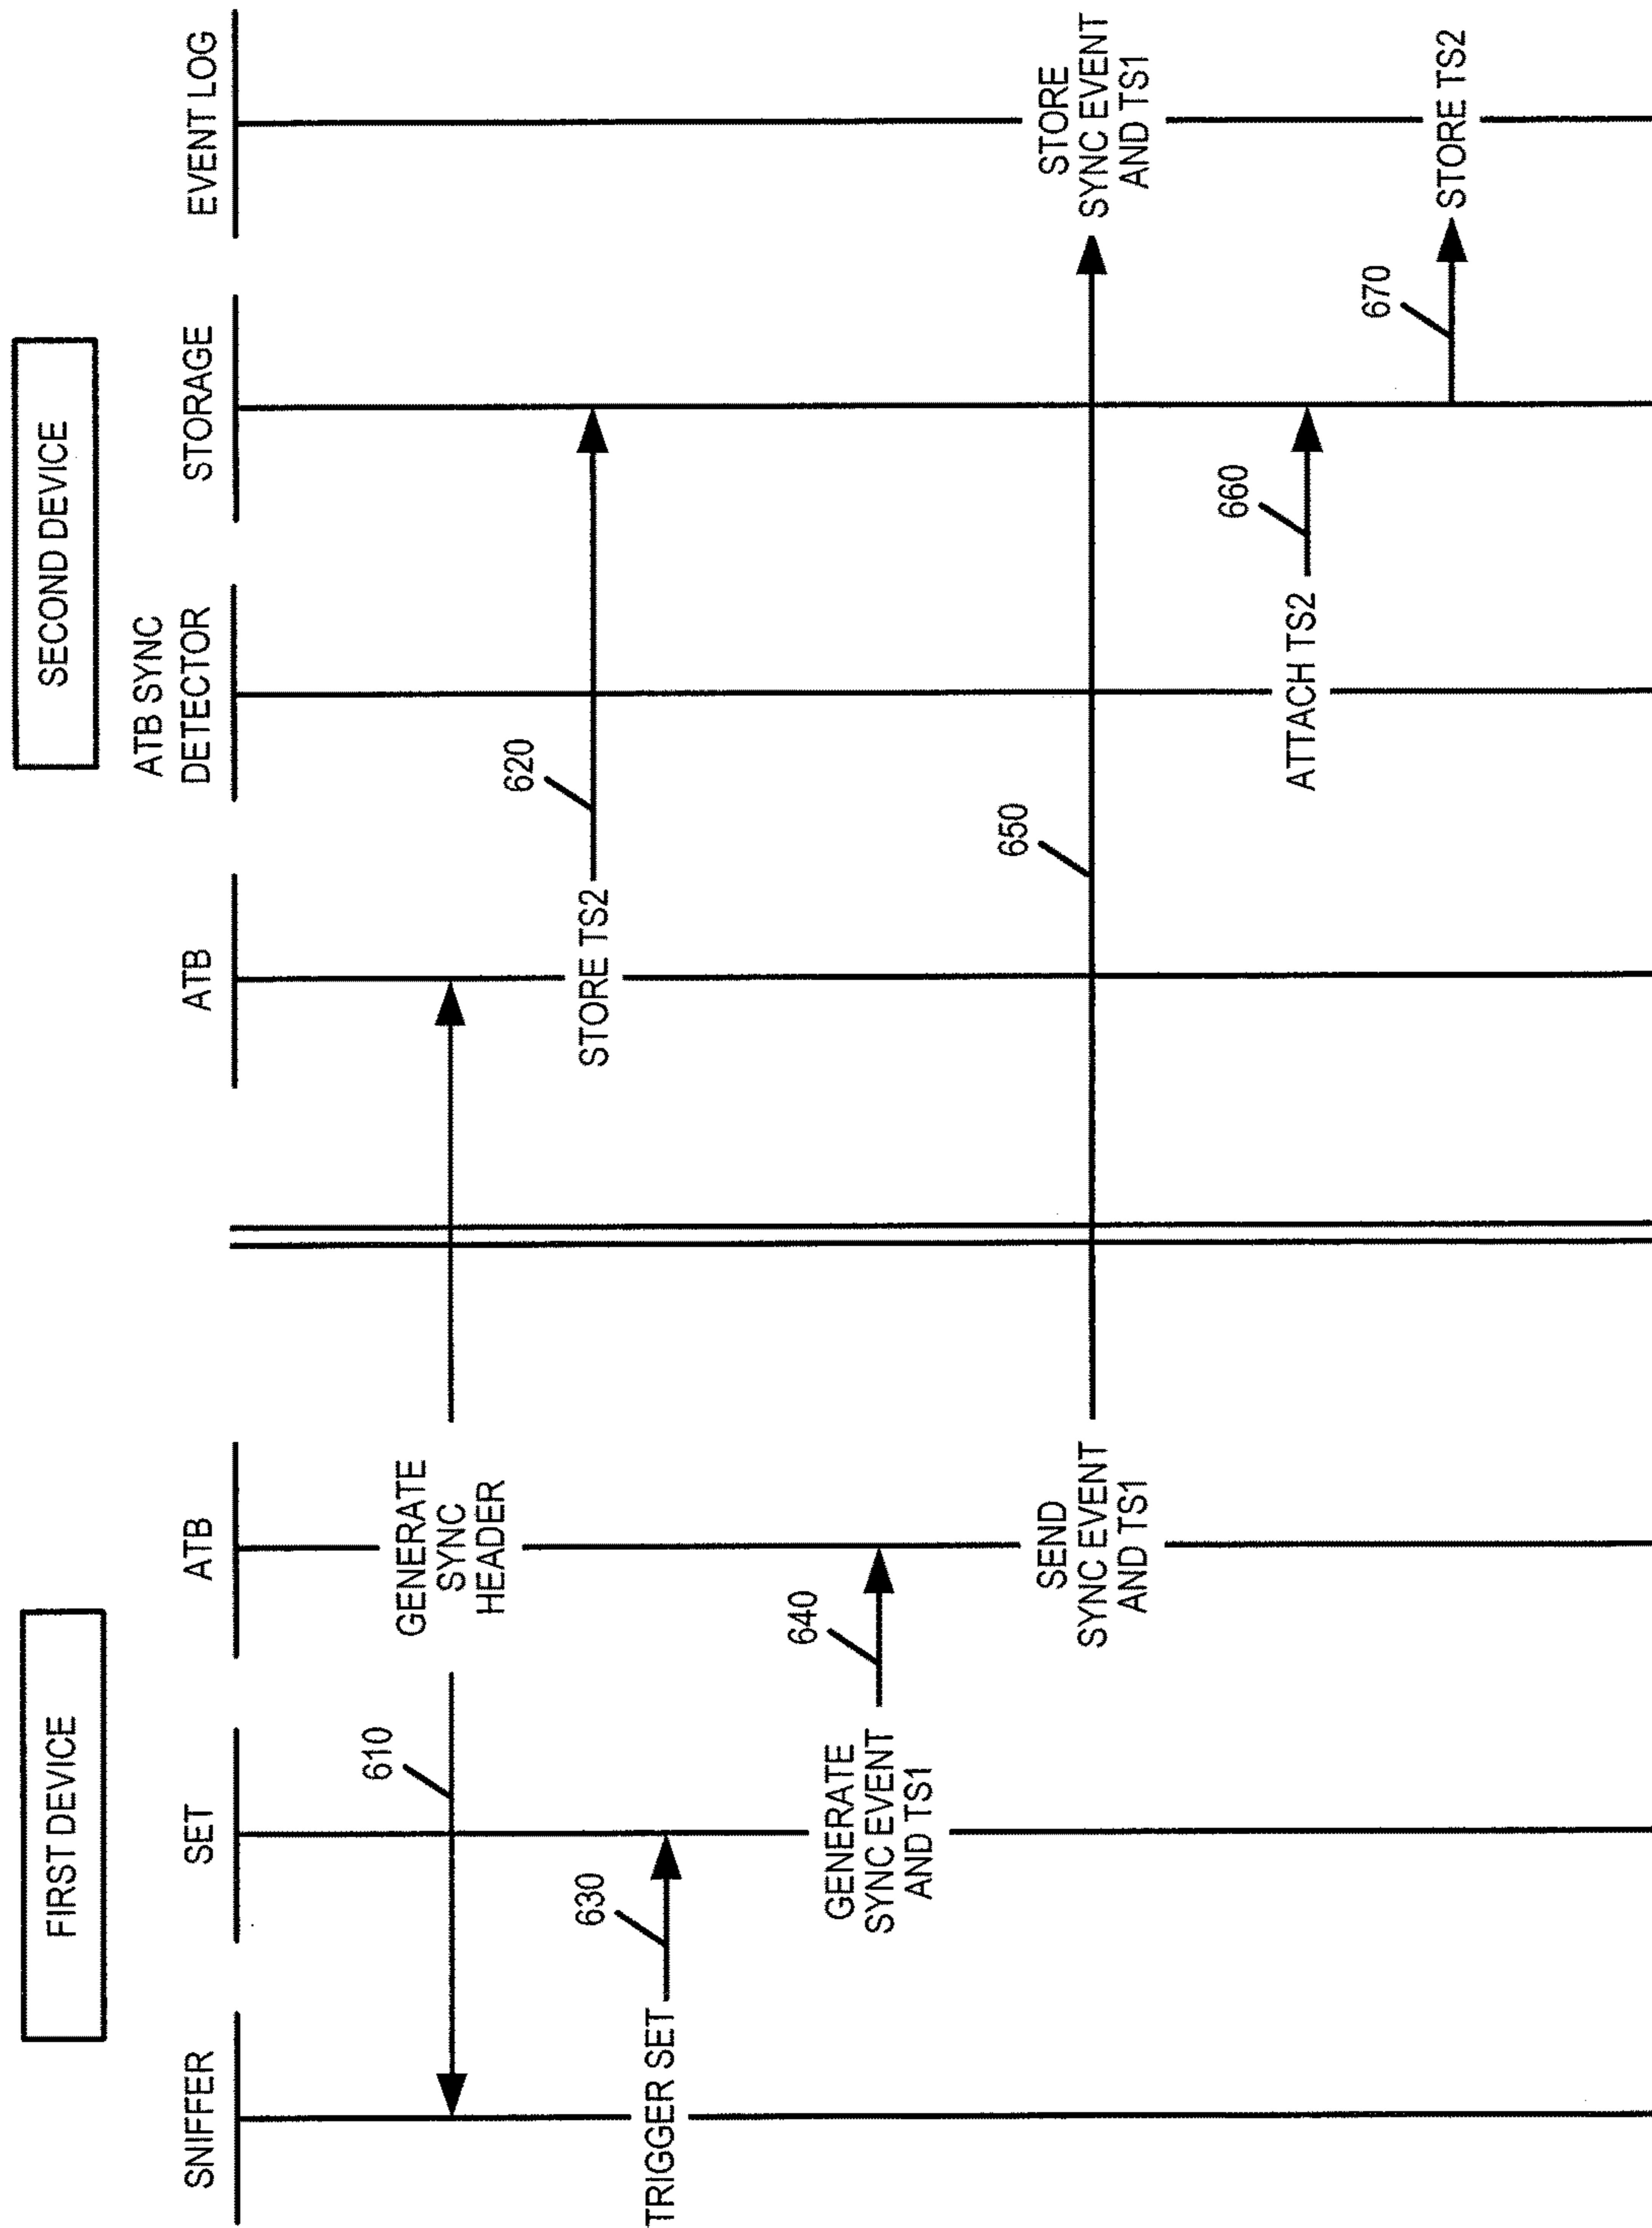 FIRST DEVICE
SECOND DEVICE
SNIFFER
SET
ATB
ATB
ATB SYNC
DETECTOR
STORAGE
EVENT LOG
610
GENERATE
SYNC
HEADER
STORE TS2
620
TRIGGER SET
630
GENERATE
SYNC EVENT
AND TS1
640
SEND
SYNC EVENT
AND TS1
650
STORE
SYNC EVENT
AND TS1
ATTACH TS2
660
670
STORE TS2